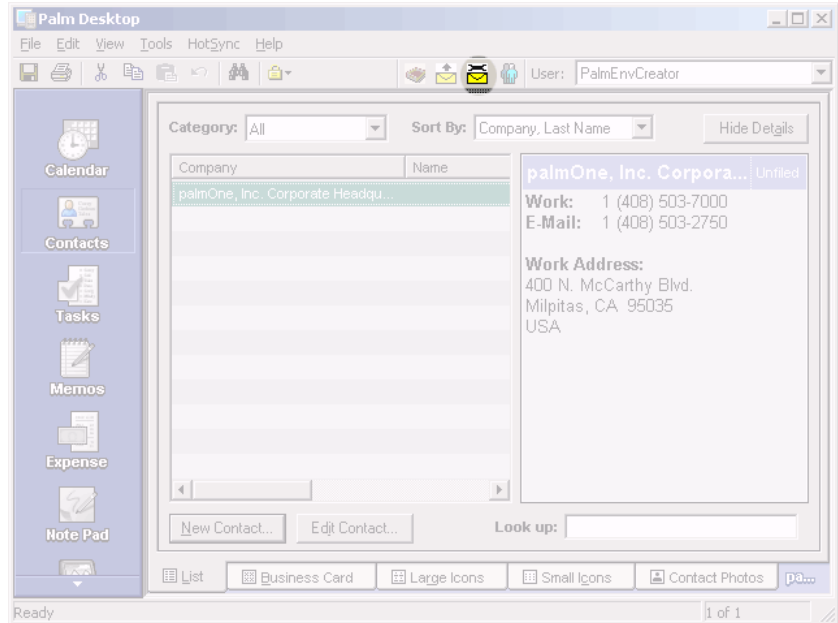 Palm Desktop
File Edit View Tools HotSync Help
User: PalmEnvCreator
Category: All Sort By: Company, Last Name Hide Details
Company Name
palmOne, Inc. Corporate Headqu...
palmOne, Inc. Corpora... Unfiled
Work: 1 (408) 503-7000
E-Mail: 1 (408) 503-2750
Work Address:
400 N. McCarthy Blvd.
Milpitas, CA 95035
USA
Calendar
Contacts
Tasks
Memos
Expense
Note Pad
New Contact... Edit Contact... Look up:
List Business Card Large Icons Small Icons Contact Photos pa...
Ready 1 of 1